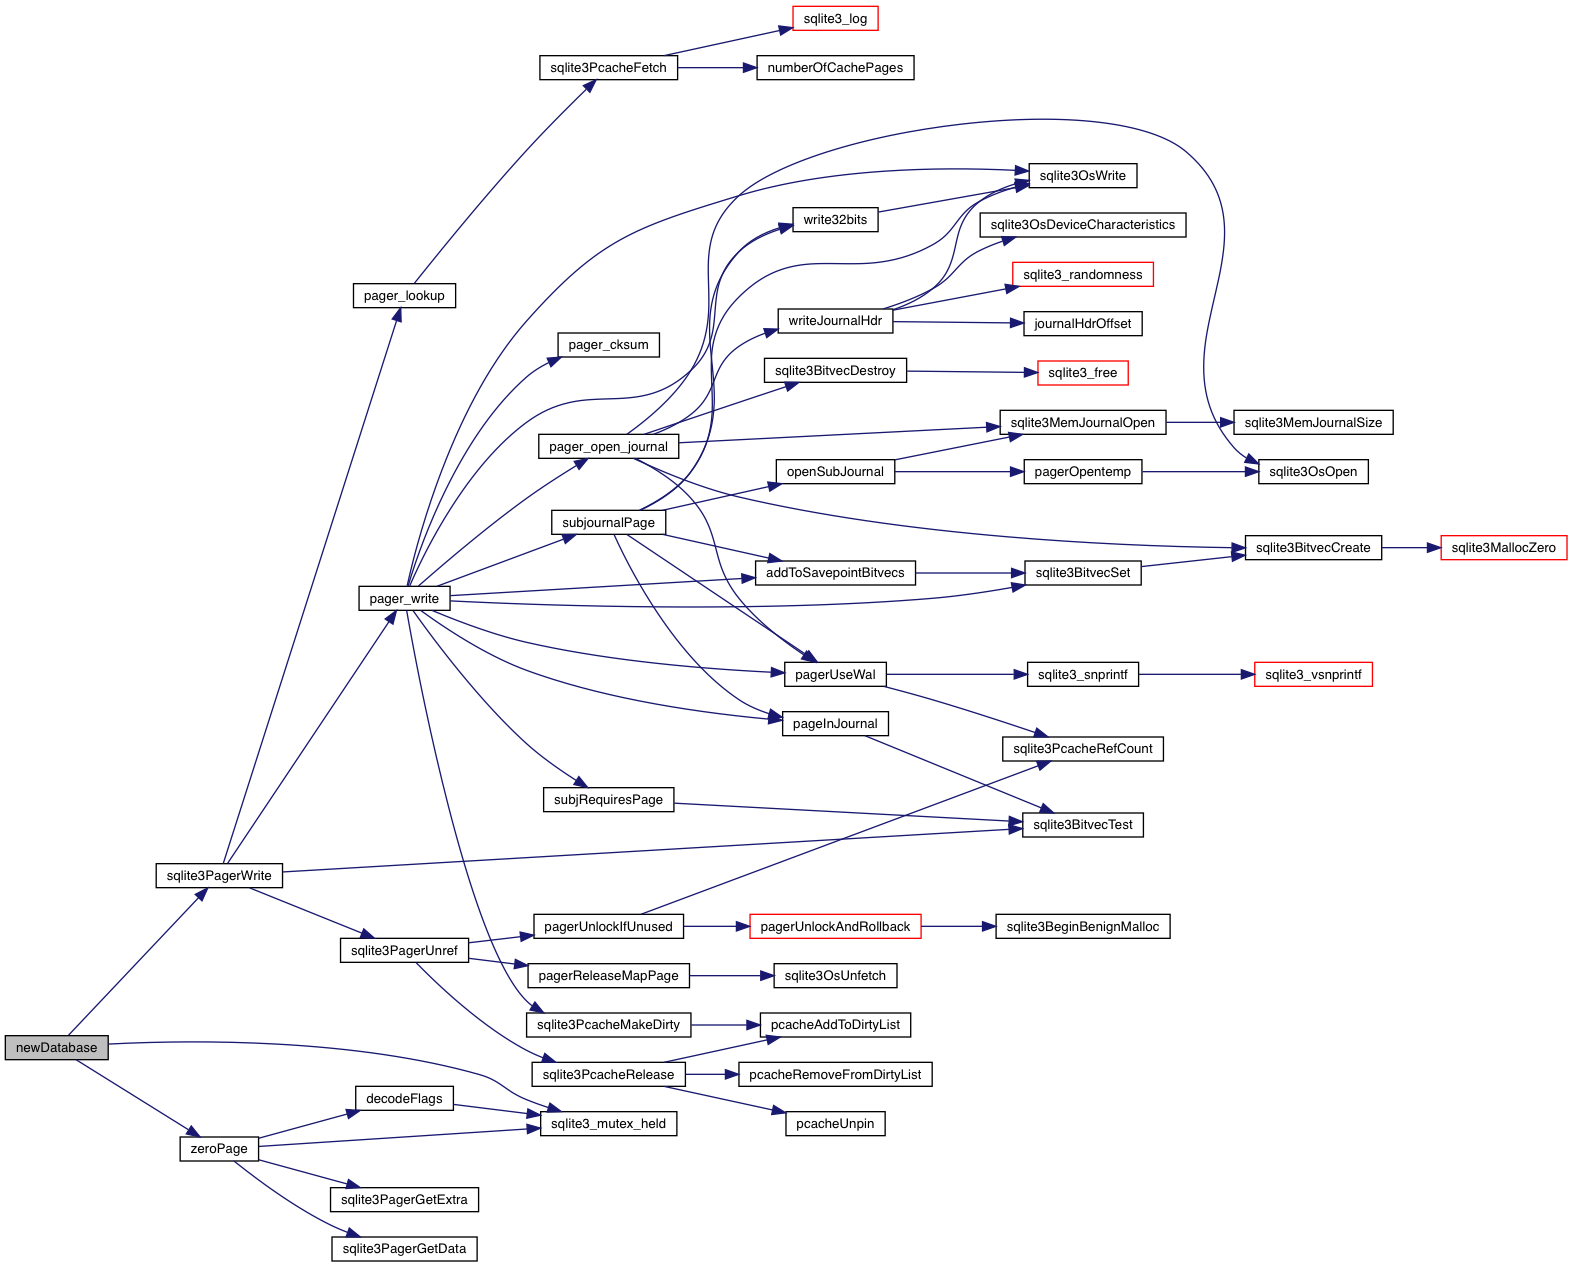 sqlite3_log
sqlite3PcacheFetch
numberOfCachePages
sqlite3OsWrite
write32bits
sqlite3OsDeviceCharacteristics
sqlite3_randomness
pager_lookup
writeJournalHdr
journalHdrOffset
pager_cksum
sqlite3BitvecDestroy
sqlite3_free
sqlite3MemJournalOpen
sqlite3MemJournalSize
pager_open_journal
openSubJournal
pagerOpentemp
sqlite3OsOpen
subjournalPage
sqlite3BitvecCreate
sqlite3MallocZero
addToSavepointBitvecs
sqlite3BitvecSet
pager_write
pagerUseWal
sqlite3_snprintf
sqlite3_vsnprintf
pageInJournal
sqlite3PcacheRefCount
subjRequiresPage
sqlite3BitvecTest
sqlite3PagerWrite
pagerUnlockIfUnused
pagerUnlockAndRollback
sqlite3BeginBenignMalloc
sqlite3PagerUnref
pagerReleaseMapPage
sqlite3OsUnfetch
sqlite3PcacheMakeDirty
pcacheAddToDirtyList
newDatabase
sqlite3PcacheRelease
pcacheRemoveFromDirtyList
decodeFlags
sqlite3_mutex_held
pcacheUnpin
zeroPage
sqlite3PagerGetExtra
sqlite3PagerGetData